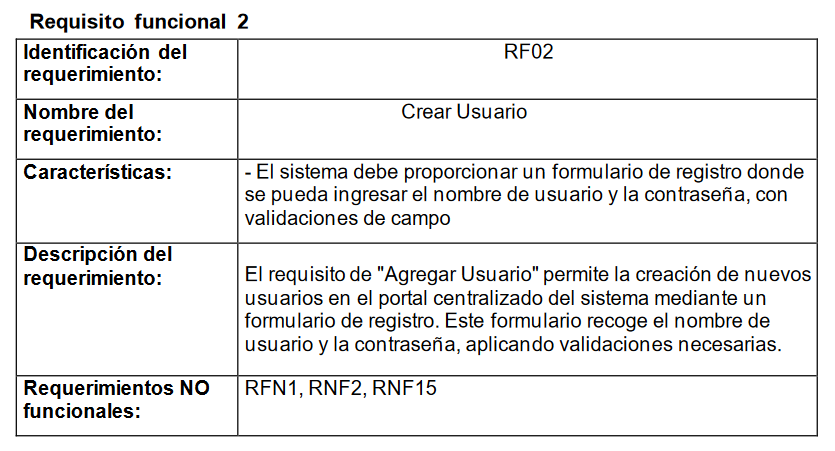 Requisito funcional 2
Identificación del
requerimiento:
RF02
Nombre del
requerimiento:
Crear Usuario
Características:
- El sistema debe proporcionar un formulario de registro donde
se pueda ingresar el nombre de usuario y la contraseña, con
validaciones de campo
Descripción del
requerimiento:
El requisito de "Agregar Usuario" permite la creación de nuevos
usuarios en el portal centralizado del sistema mediante un
formulario de registro. Este formulario recoge el nombre de
usuario y la contraseña, aplicando validaciones necesarias.
Requerimientos NO
funcionales:
RFN1, RNF2, RNF15